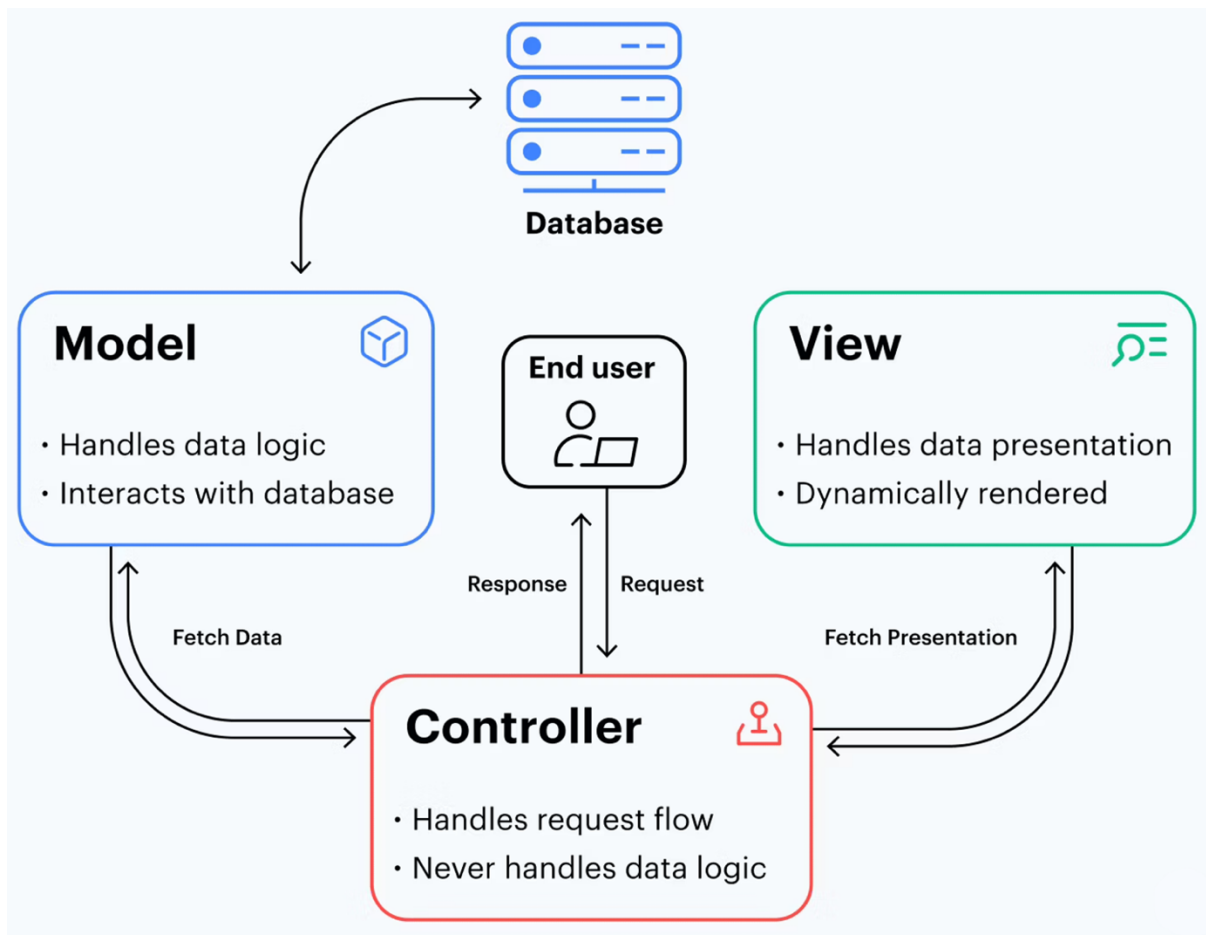 Database
Model
· Handles data logic
· Interacts with database
End user
View
· Handles data presentation
· Dynamically rendered
Response
Request
Fetch Data
Fetch Presentation
Controller
· Handles request flow
· Never handles data logic